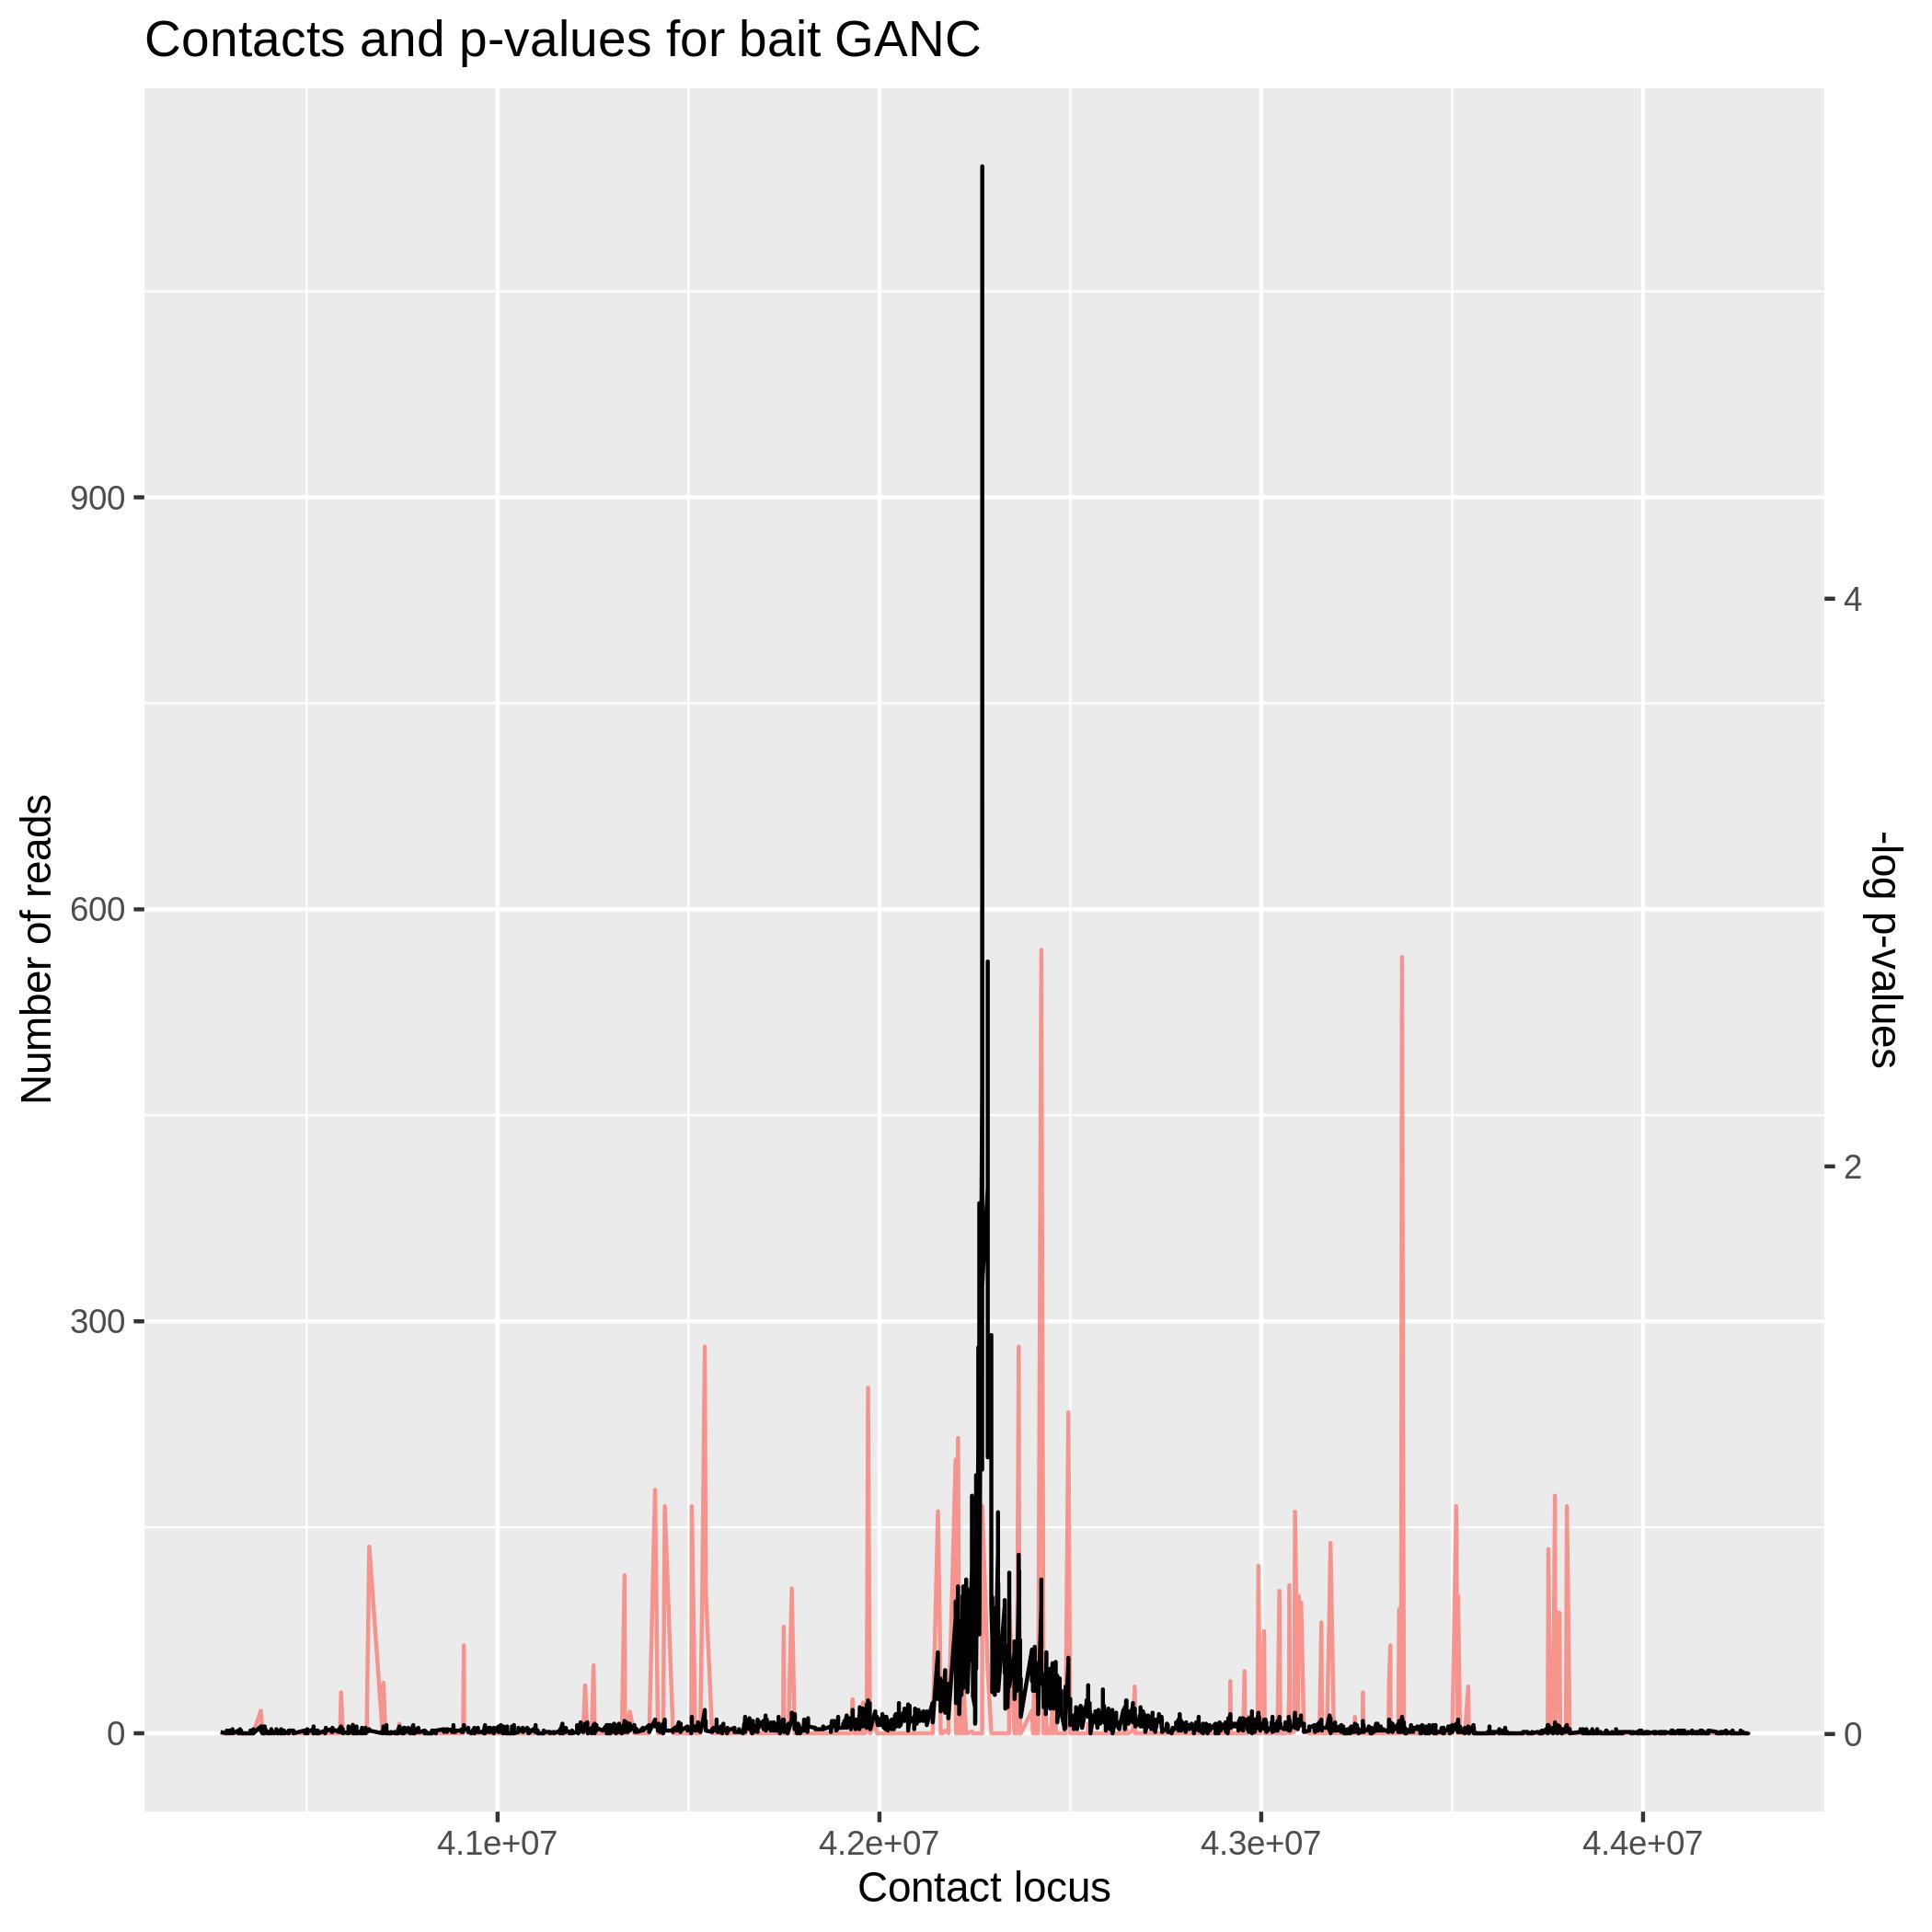 Contacts and p-values for bait GANC
Number of reads
900
600
300
0
4
2
0
-log p-values
4.1e+07
4.2e+07
4.3e+07
4.4e+07
Contact locus